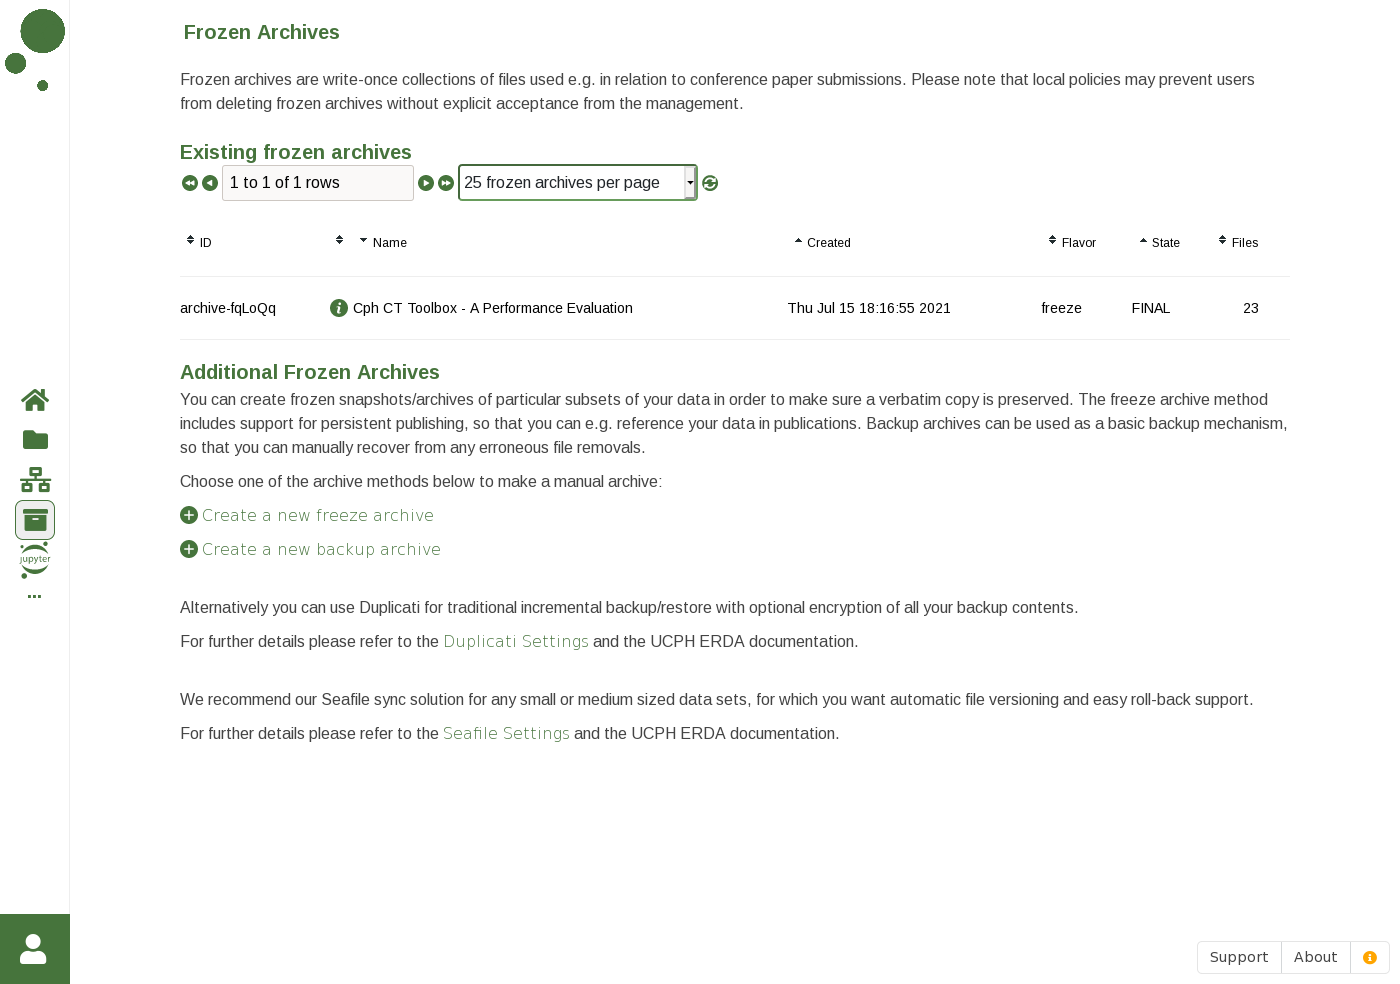 Frozen Archives
Frozen archives are write-once collections of files used e.g. in relation to conference paper submissions. Please note that local policies may prevent users
from deleting frozen archives without explicit acceptance from the management.
Existing frozen archives
1 to 1 of 1 rows 25 frozen archives per page
ID Name Created Flavor State Files
archive-fqLoQq Cph CT Toolbox - A Performance Evaluation Thu Jul 15 18:16:55 2021 freeze FINAL 23
Additional Frozen Archives
You can create frozen snapshots/archives of particular subsets of your data in order to make sure a verbatim copy is preserved. The freeze archive method
includes support for persistent publishing, so that you can e.g. reference your data in publications. Backup archives can be used as a basic backup mechanism,
so that you can manually recover from any erroneous file removals.
Choose one of the archive methods below to make a manual archive:
Create a new freeze archive
Create a new backup archive
jupyter
Alternatively you can use Duplicati for traditional incremental backup/restore with optional encryption of all your backup contents.
For further details please refer to the Duplicati Settings and the UCPH ERDA documentation.
We recommend our Seafile sync solution for any small or medium sized data sets, for which you want automatic file versioning and easy roll-back support.
For further details please refer to the Seafile Settings and the UCPH ERDA documentation.
Support About